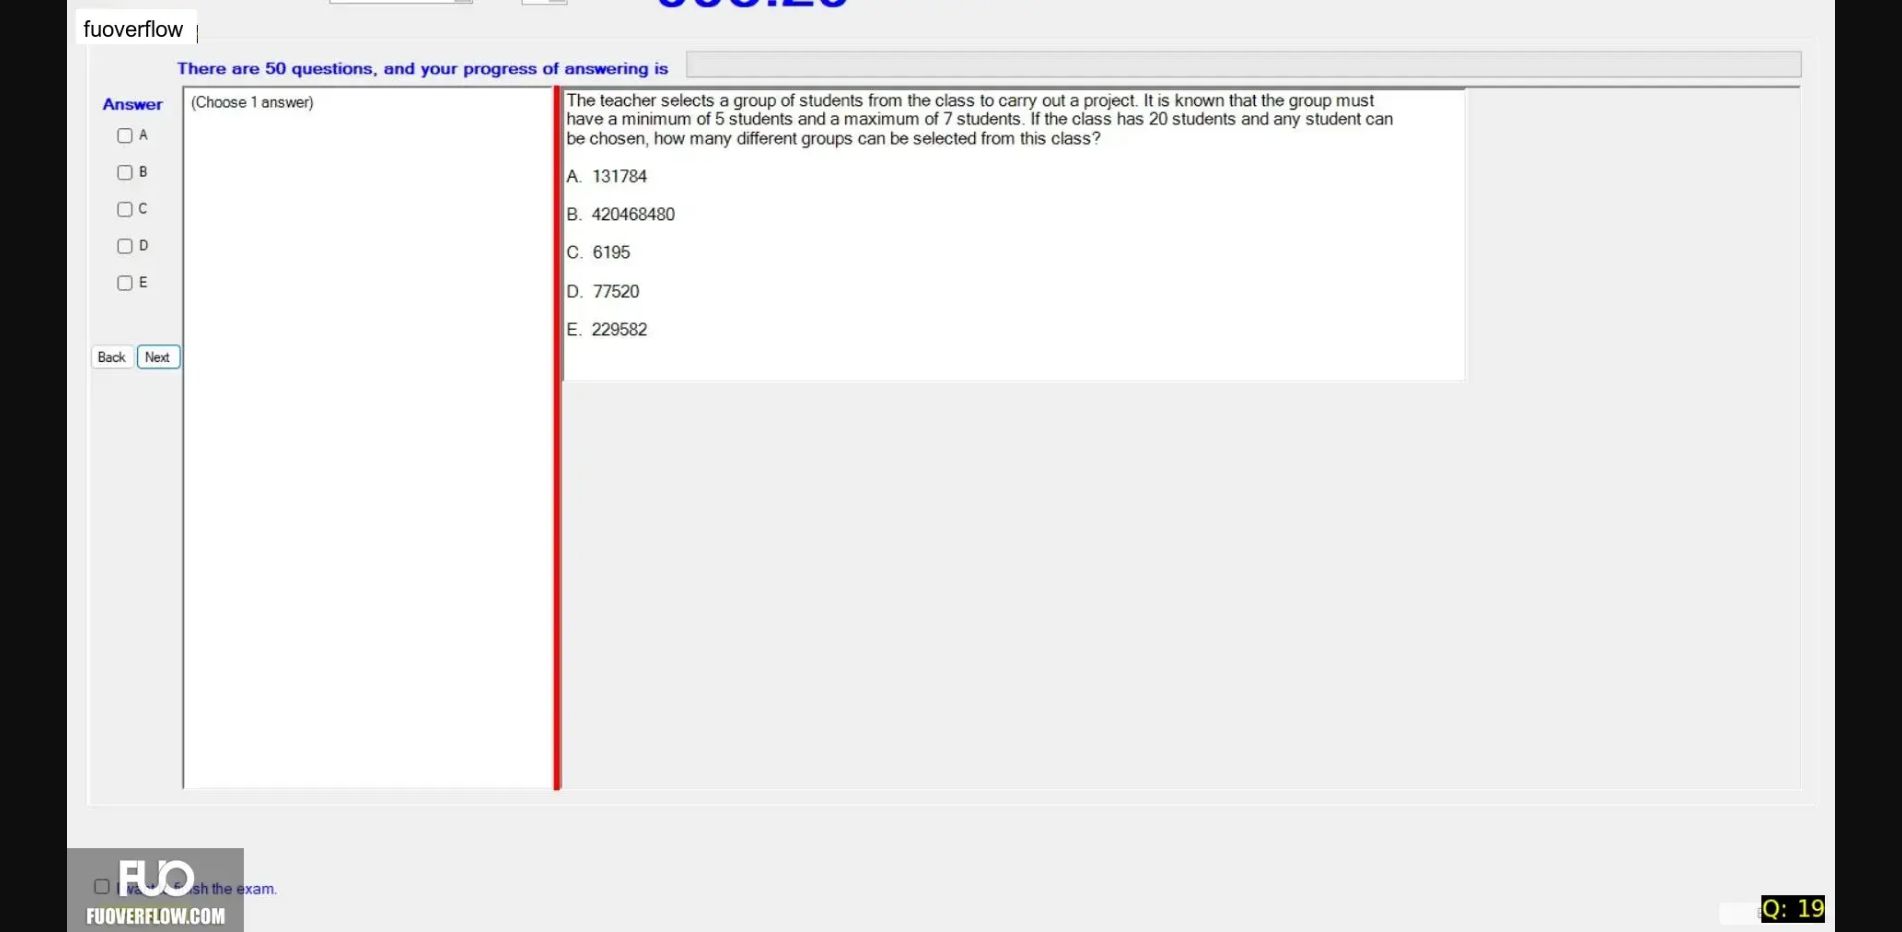 fuoverflow
There are 50 questions, and your progress of answering is
Answer
(Choose 1 answer)
The teacher selects a group of students from the class to carry out a project. It is known that the group must
have a minimum of 5 students and a maximum of 7 students. If the class has 20 students and any student can
be chosen, how many different groups can be selected from this class?
A
B
C
D
E
A. 131784
B. 420468480
C. 6195
D. 77520
E. 229582
Back Next
FUO
finish the exam.
FUOVERFLOW.COM
Q: 19